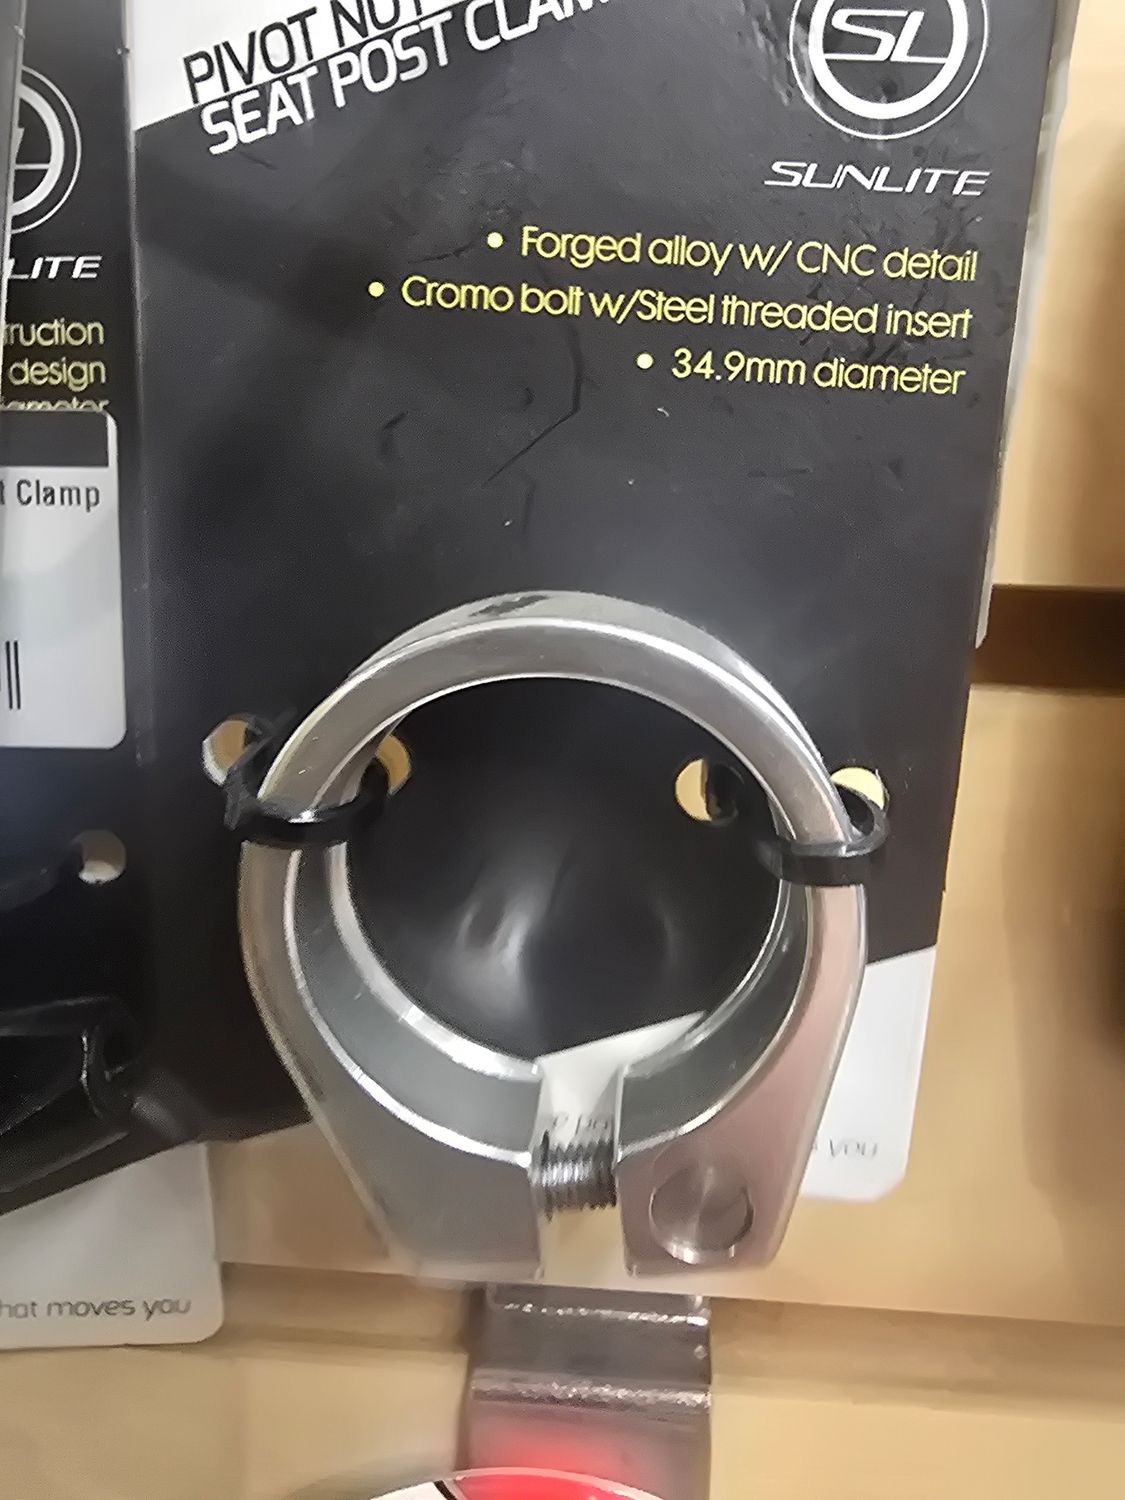 PIVOT
SEAT POST CLAM
SL
SUNLITE
• Forged alloy w/ CNC detail
• Cromo bolt w/Steel threaded insert
• 34.9mm diameter
LITE
ruction
design
Clamp
you
hat moves you